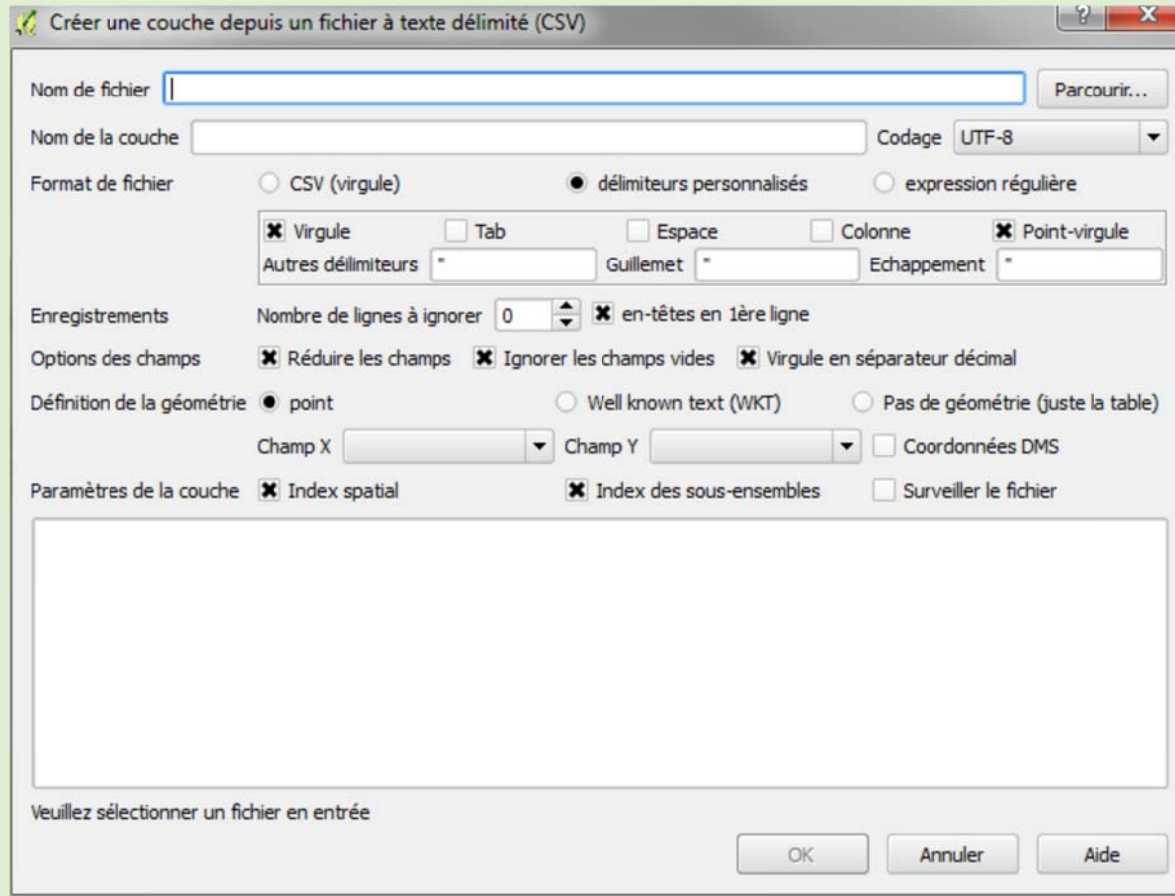 Créer une couche depuis un fichier à texte délimité (CSV)
Nom de fichier Parcourir...
Nom de la couche Codage UTF-8
Format de fichier CSV (virgule) délimiteurs personnalisés expression régulière
Virgule Tab Espace Colonne Point-virgule
Autres déilimiteurs " Guillemet " Echappement "
Enregistrements Nombre de lignes à ignorer 0 en-têtes en 1ère ligne
Options des champs Réduire les champs Ignorer les champs vides Virgule en séparateur décimal
Définition de la géométrie point Well known text (WKT) Pas de géométrie (juste la table)
Champ X Champ Y Coordonnées DMS
Paramètres de la couche Index spatial Index des sous-ensembles Surveiller le fichier
Veuillez sélectionner un fichier en entrée
OK Annuler Aide